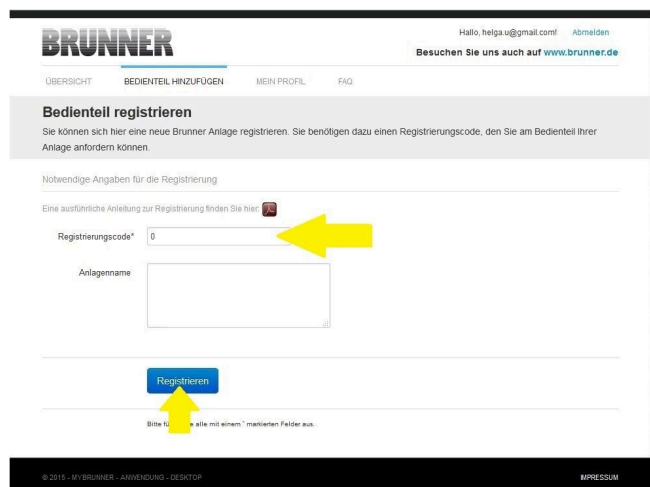 BRUNNER
Hallo, helga.u@gmail.com! Abmelden
Besuchen Sie uns auch auf www.brunner.de
ÜBERSICHT BEDIENTEIL HINZUFÜGEN MEIN PROFIL FAQ
Bedienteil registrieren
Sie können sich hier eine neue Brunner Anlage registrieren. Sie benötigen dazu einen Registrierungscode, den Sie am Bedienteil Ihrer
Anlage anfordern können.
Notwendige Angaben für die Registrierung
Eine ausführliche Anleitung zur Registrierung finden Sie hier:
Registrierungscode* 0
Anlagenname
Registrieren
Bitte alle mit einem * markierten Felder aus.
© 2015 - MYBRUNNER - ANWENDUNG - DESKTOP
IMPRESSUM